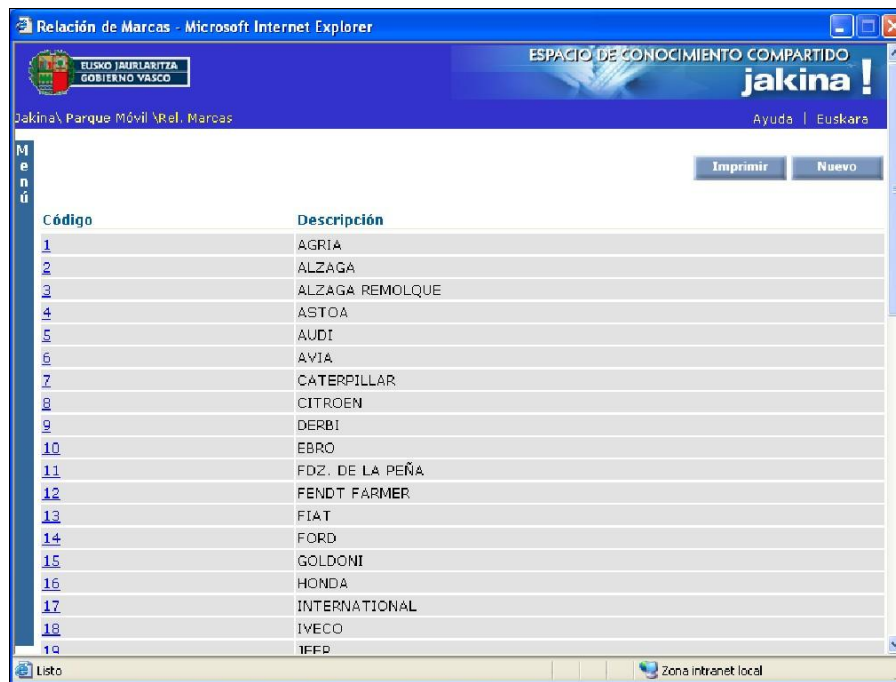 Relación de Marcas - Microsoft Internet Explorer
EUSKO JAURLARITZA
GOBIERNO VASCO
ESPACIO DE CONOCIMIENTO COMPARTIDO
jakina!
Jakina\ Parque Móvil \Rel. Marcas
Ayuda | Euskara
Menú
Imprimir Nuevo
Código Descripción
1 AGRIA
2 ALZAGA
3 ALZAGA REMOLQUE
4 ASTOA
5 AUDI
6 AVIA
7 CATERPILLAR
8 CITROEN
9 DERBI
10 EBRO
11 FDZ. DE LA PEÑA
12 FENDT FARMER
13 FIAT
14 FORD
15 GOLDONI
16 HONDA
17 INTERNATIONAL
18 IVECO
19 JEEP
Listo Zona intranet local